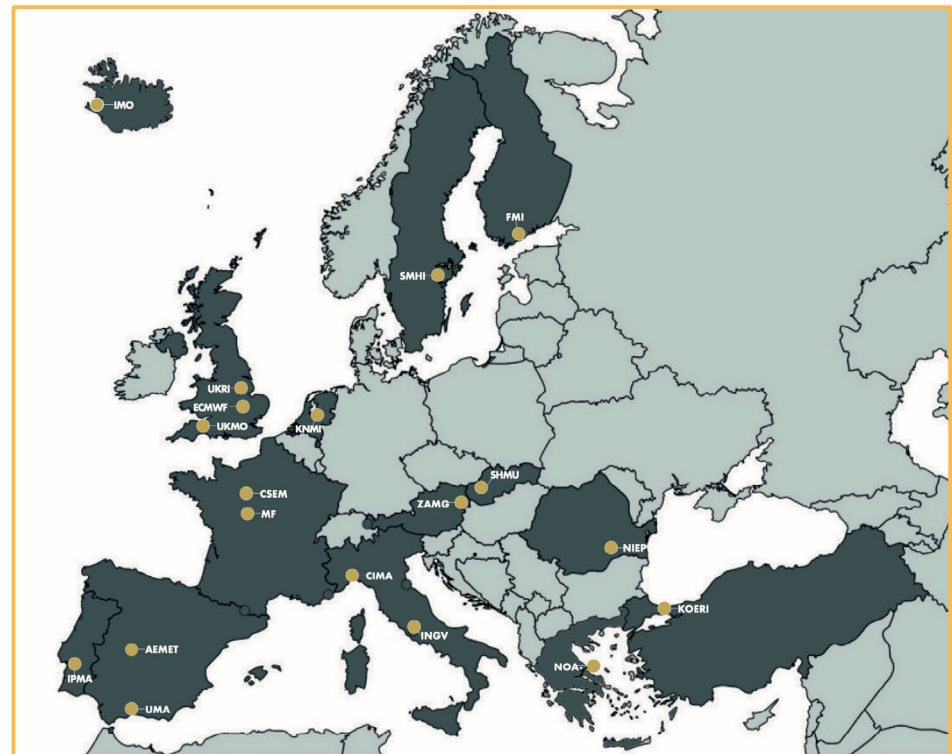 IMO
FMI
SMHI
UKRI
ECMWF
UKMO
KNMI
SHMU
CSEM
ZAMG
MF
NIEP
CIMA
KOERI
INGV
AEMET
NOA
IPMA
UMA